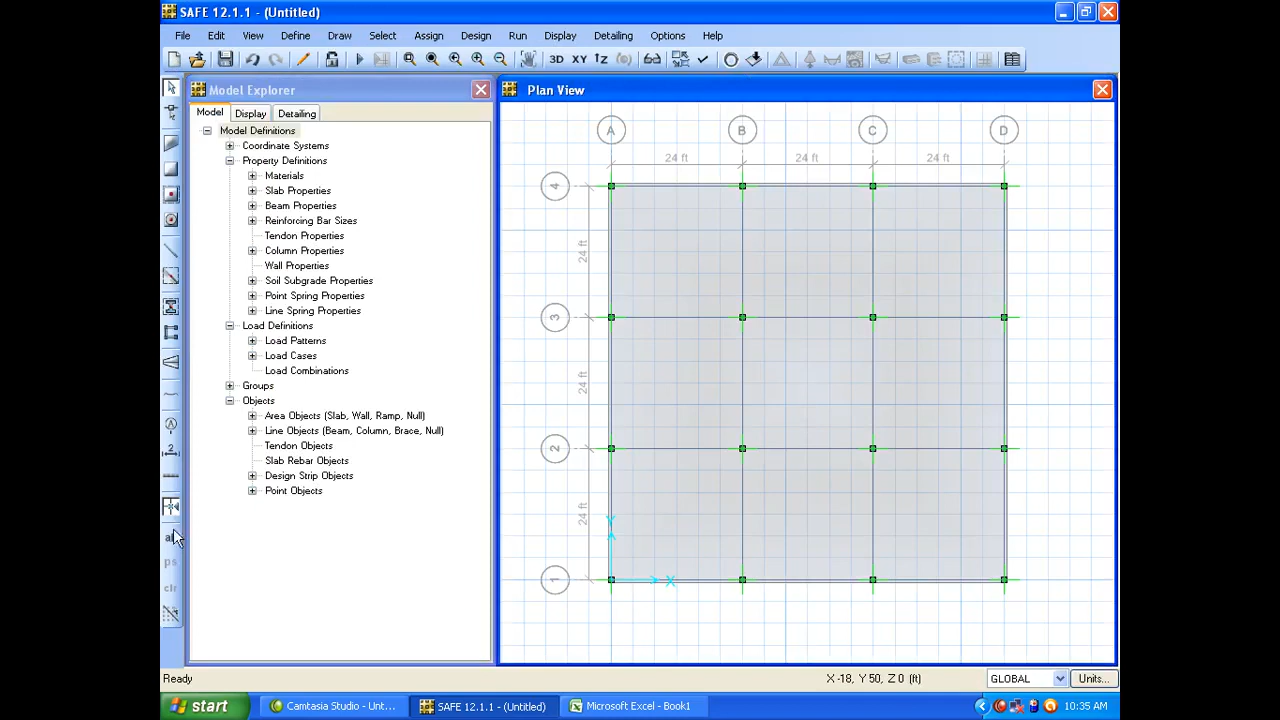 SAFE 12.1.1 - (Untitled)
File Edit View Define Draw Select Assign Design Run Display Detailing Options Help
3D XY XZ
Model Explorer
Model Display Detailing
Model Definitions
Coordinate Systems
Property Definitions
Materials
Slab Properties
Beam Properties
Reinforcing Bar Sizes
Tendon Properties
Column Properties
Wall Properties
Soil Subgrade Properties
Point Spring Properties
Line Spring Properties
Load Definitions
Load Patterns
Load Cases
Load Combinations
Groups
Objects
Area Objects (Slab, Wall, Ramp, Null)
Line Objects (Beam, Column, Brace, Null)
Tendon Objects
Slab Rebar Objects
Design Strip Objects
Point Objects
ps
clr
Plan View
A B C D
24 ft 24 ft 24 ft
4
24 ft
3
24 ft
2
24 ft
Y
1
X
Ready
X -18, Y 50, Z 0 (ft)
GLOBAL
Units...
start
Camtasia Studio - Unt...
SAFE 12.1.1 - (Untitled)
Microsoft Excel - Book1
10:35 AM